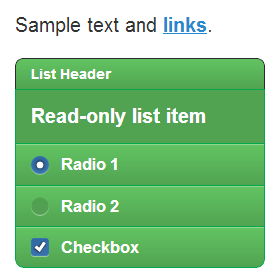 Sample text and links.
List Header
Read-only list item
Radio 1
Radio 2
Checkbox